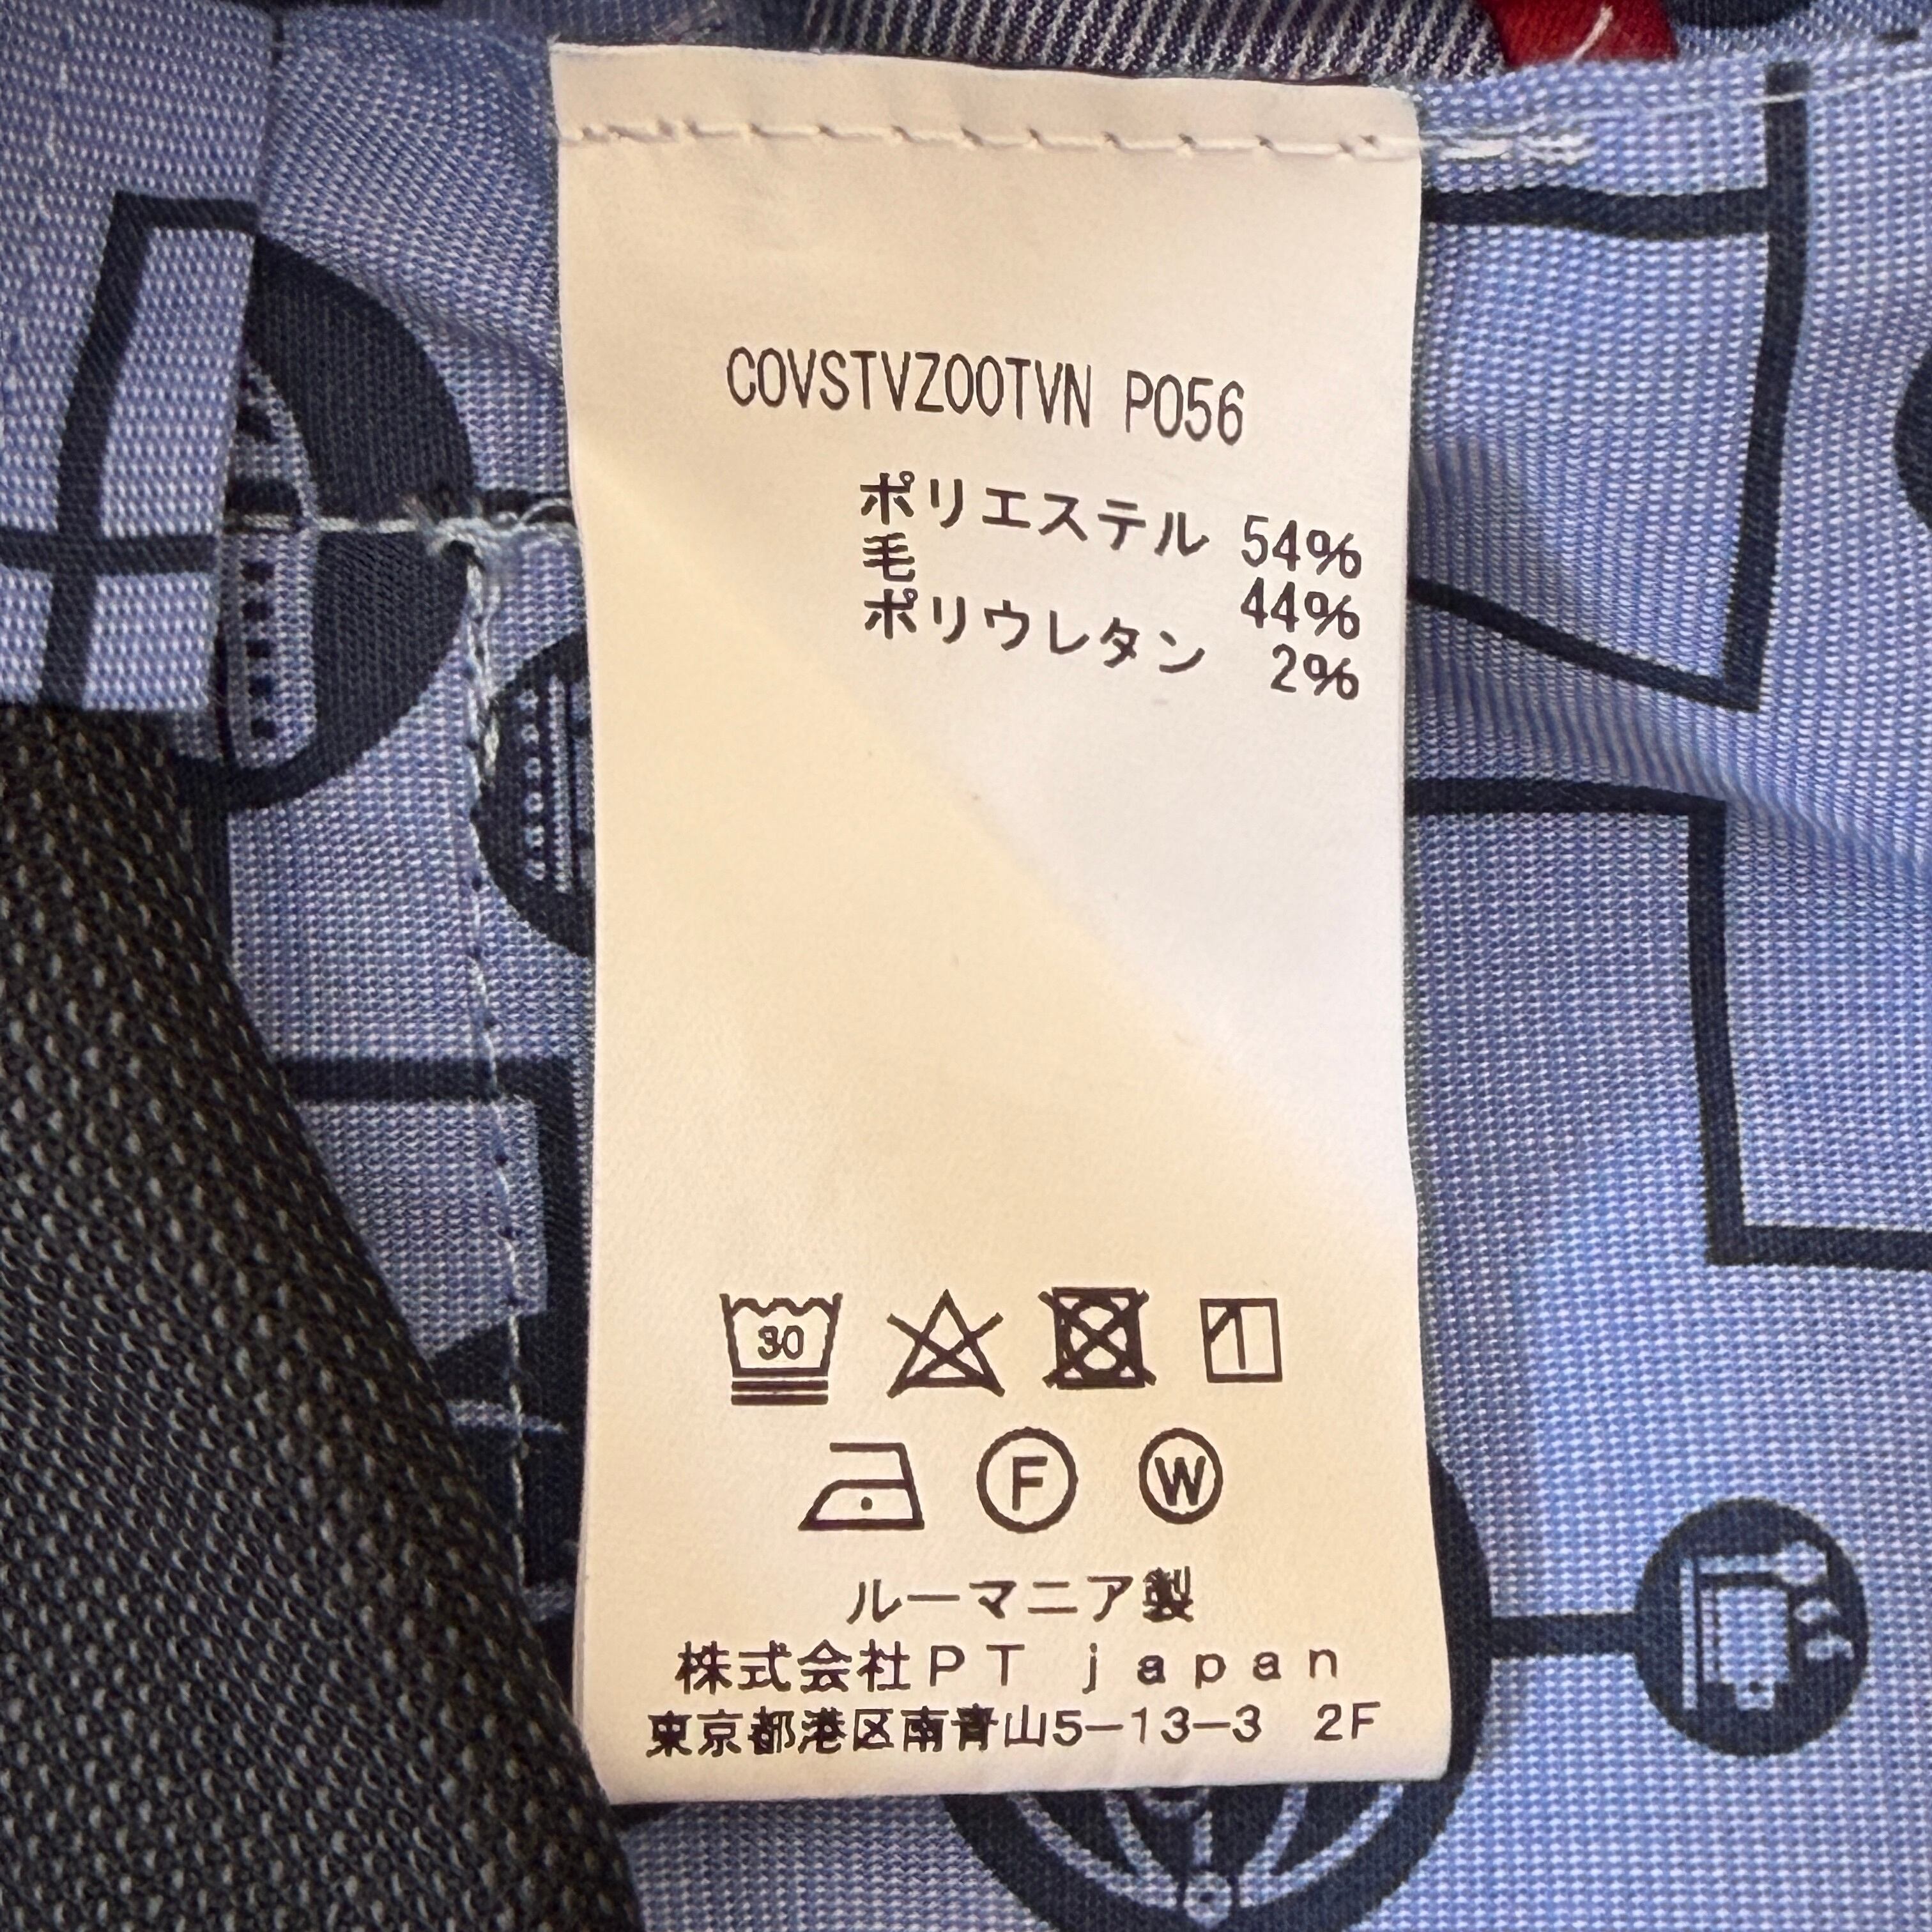 COVSTVZ00TVN P056
ポリエステル 54%
毛 44%
ポリウレタン 2%
30
F W
ルーマニア製
株式会社PT japan
東京都港区南青山5-13-3 2F